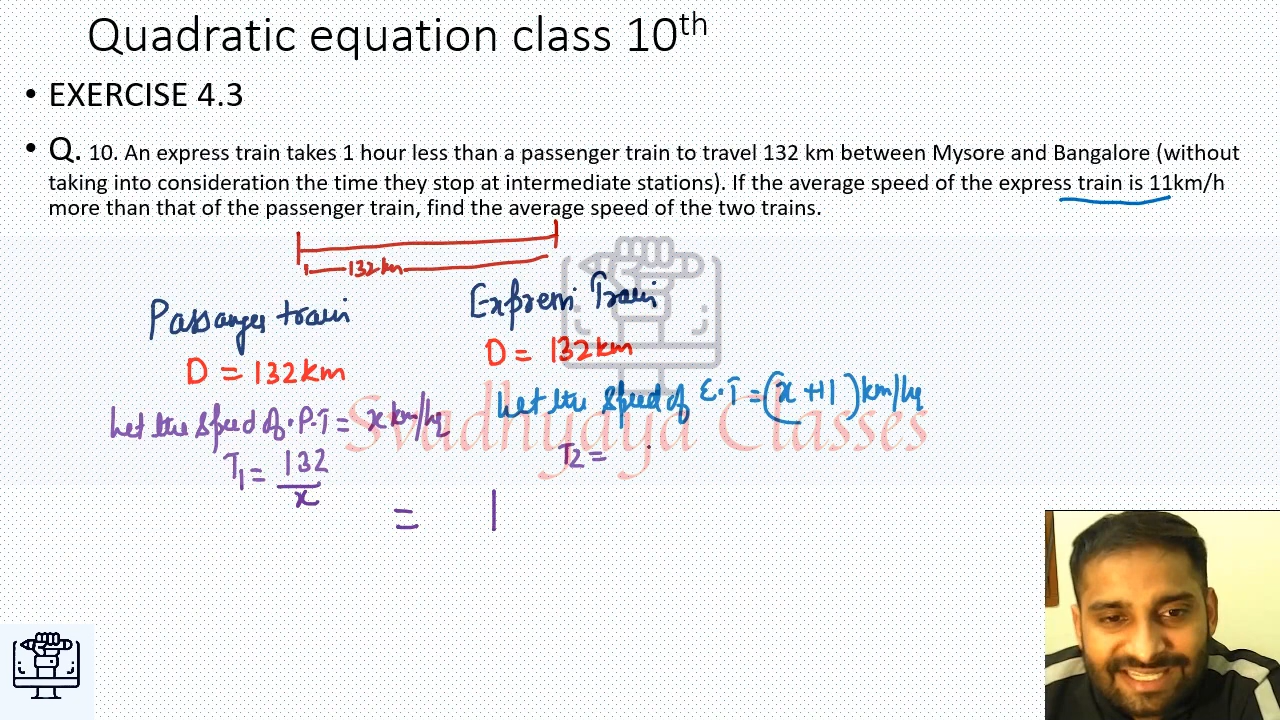 Quadratic equation class 10th
• EXERCISE 4.3
• Q. 10. An express train takes 1 hour less than a passenger train to travel 132 km between Mysore and Bangalore (without
taking into consideration the time they stop at intermediate stations). If the average speed of the express train is 11km/h
more than that of the passenger train, find the average speed of the two trains.
132 km
Passanger train
Express Train
D = 132 km
D = 132 km
Let the Speed of P.T = x km/hr
Let the Speed of E.T = (x + 11) km/hr
T1 = 132/x
T2 =
= 1
Svadhyaya Classes